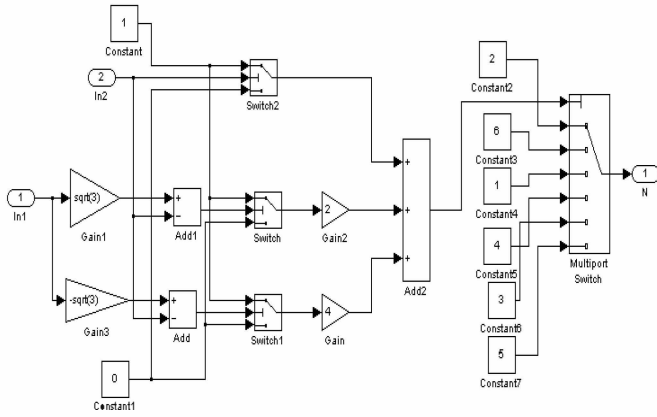 1
Constant
2
In2
Switch2
1
In1
sqrt(3)
Gain1
+
−
Add1
Switch
2
Gain2
-sqrt(3)
Gain3
+
−
Add
Switch1
4
Gain
0
Constant1
+
+
+
Add2
2
Constant2
6
Constant3
1
Constant4
4
Constant5
3
Constant6
5
Constant7
Multiport
Switch
1
N